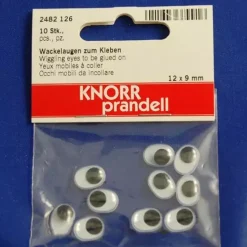 2482 126
10 Stk.,
pcs., pz.
Wackelaugen zum Kleben
Wiggling eyes to be glued on
Yeux mobiles à coller
Occhi mobili da incollare
12 x 9 mm
KNORR
prandell